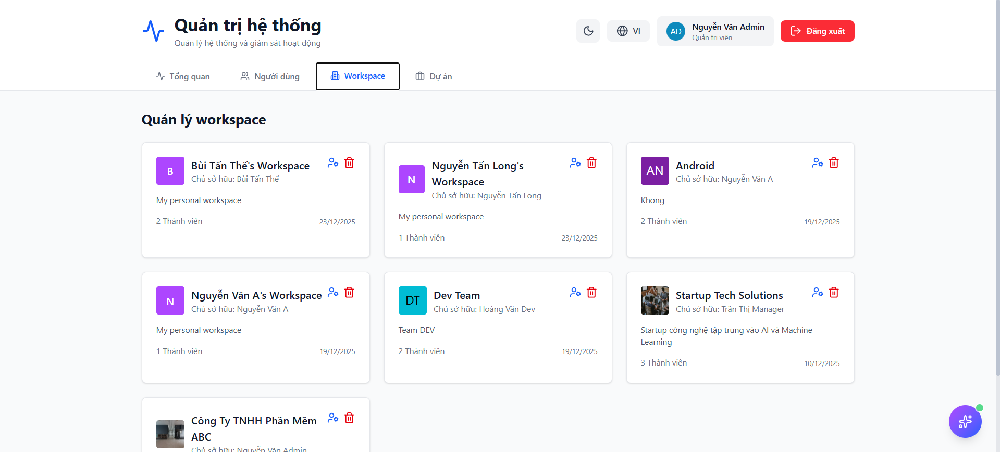 Quản trị hệ thống
Quản lý hệ thống và giám sát hoạt động
VI
AD
Nguyễn Văn Admin
Quản trị viên
Đăng xuất
Tổng quan
Người dùng
Workspace
Dự án
Quản lý workspace
B
Bùi Tấn Thế's Workspace
Chủ sở hữu: Bùi Tấn Thế
My personal workspace
2 Thành viên
23/12/2025
N
Nguyễn Tấn Long's
Workspace
Chủ sở hữu: Nguyễn Tấn Long
My personal workspace
1 Thành viên
23/12/2025
AN
Android
Chủ sở hữu: Nguyễn Văn A
Khong
2 Thành viên
19/12/2025
N
Nguyễn Văn A's Workspace
Chủ sở hữu: Nguyễn Văn A
My personal workspace
1 Thành viên
19/12/2025
DT
Dev Team
Chủ sở hữu: Hoàng Văn Dev
Team DEV
2 Thành viên
19/12/2025
Startup Tech Solutions
Chủ sở hữu: Trần Thị Manager
Startup công nghệ tập trung vào AI và Machine
Learning
3 Thành viên
10/12/2025
Công Ty TNHH Phần Mềm
ABC
Chủ sở hữu: Nguyễn Văn Admin